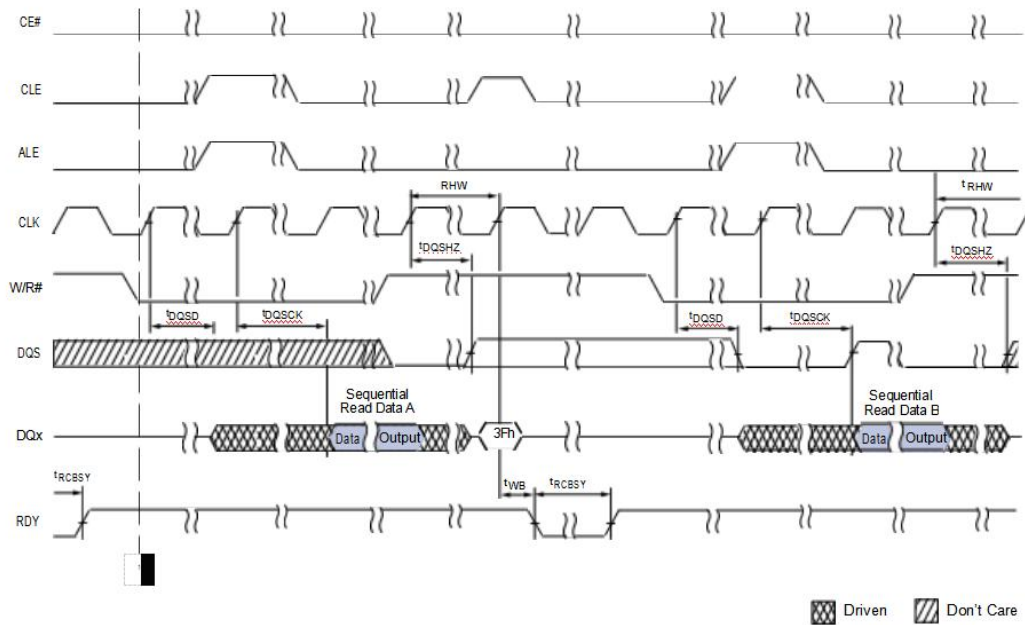 CE#
CLE
ALE
RHW
tRHW
CLK
tDQSHZ
tDQSHZ
W/R#
tDQSD
tDQSCK
tDQSD
tDQSCK
DQS
Sequential
Read Data A
Sequential
Read Data B
DQx
Data
Output
3Fh
Data
Output
tRCBSY
tWB
tRCBSY
RDY
Driven
Don't Care